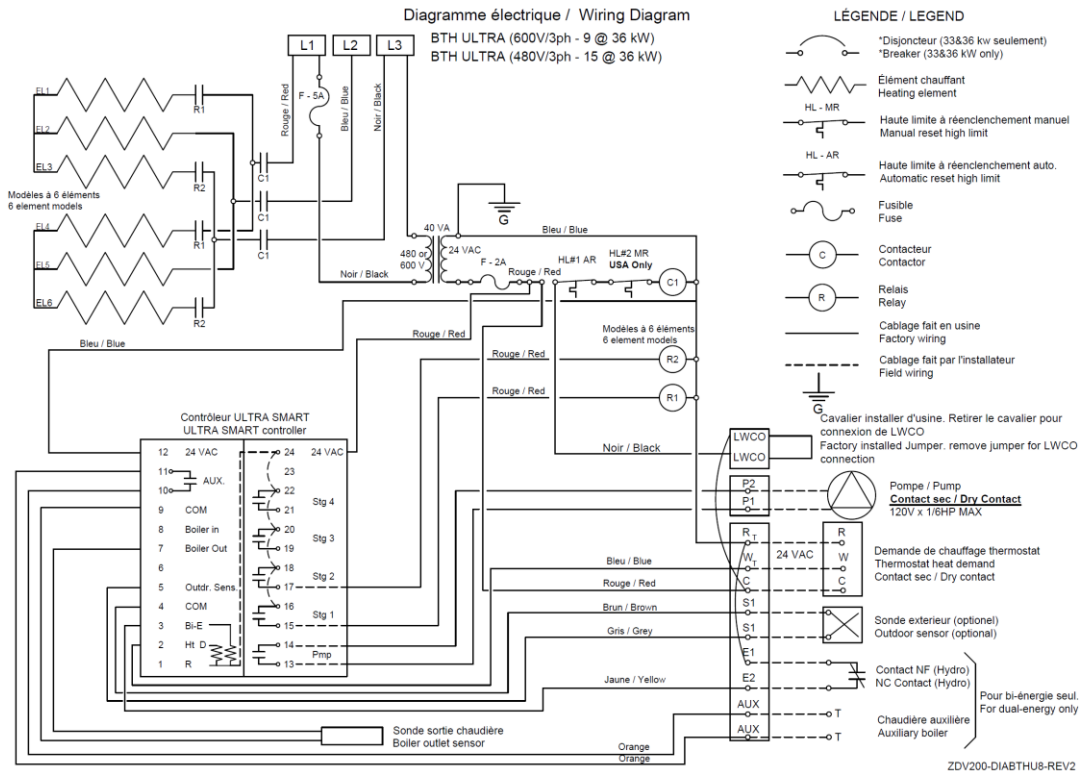 Diagramme électrique / Wiring Diagram
BTH ULTRA (600V/3ph - 9 @ 36 kW)
BTH ULTRA (480V/3ph - 15 @ 36 kW)
L1
L2
L3
Rouge / Red
F - 5A
Bleu / Blue
Noir / Black
EL1
R1
EL2
EL3
R2
C1
Modèles à 6 éléments
6 element models
C1
EL4
R1
C1
EL5
EL6
R2
G
40 VA
480 or
600 V
24 VAC
Bleu / Blue
Noir / Black
F - 2A
Rouge / Red
HL#1 AR
HL#2 MR
USA Only
C1
Bleu / Blue
Rouge / Red
Modèles à 6 éléments
6 element models
Rouge / Red
R2
Rouge / Red
R1
Noir / Black
LÉGENDE / LEGEND
*Disjoncteur (33&36 kw seulement)
*Breaker (33&36 kW only)
Élément chauffant
Heating element
HL - MR
Haute limite à réenclenchement manuel
Manual reset high limit
HL - AR
Haute limite à réenclenchement auto.
Automatic reset high limit
Fusible
Fuse
C
Contacteur
Contactor
R
Relais
Relay
Cablage fait en usine
Factory wiring
Cablage fait par l'installateur
Field wiring
G
Cavalier installer d'usine. Retirer le cavalier pour
connexion de LWCO
Factory installed Jumper. remove jumper for LWCO
connection
LWCO
LWCO
P2
P1
Pompe / Pump
Contact sec / Dry Contact
120V x 1/6HP MAX
Contrôleur ULTRA SMART
ULTRA SMART controller
12 24 VAC
11
AUX.
10
9 COM
8 Boiler in
7 Boiler Out
6
5 Outdr. Sens.
4 COM
3 Bi-E
2 Ht D
1 R
24 24 VAC
23
22
Stg 4
21
20
Stg 3
19
18
Stg 2
17
16
Stg 1
15
14
Pmp
13
RT
WT
C
24 VAC
R
W
C
Demande de chauffage thermostat
Thermostat heat demand
Contact sec / Dry contact
Bleu / Blue
Rouge / Red
Brun / Brown
S1
Gris / Grey
S1
Sonde exterieur (optionel)
Outdoor sensor (optional)
E1
E2
Jaune / Yellow
Contact NF (Hydro)
NC Contact (Hydro)
Pour bi-énergie seul.
For dual-energy only
AUX
T
AUX
T
Chaudière auxilière
Auxiliary boiler
Sonde sortie chaudière
Boiler outlet sensor
Orange
Orange
ZDV200-DIABTHU8-REV2